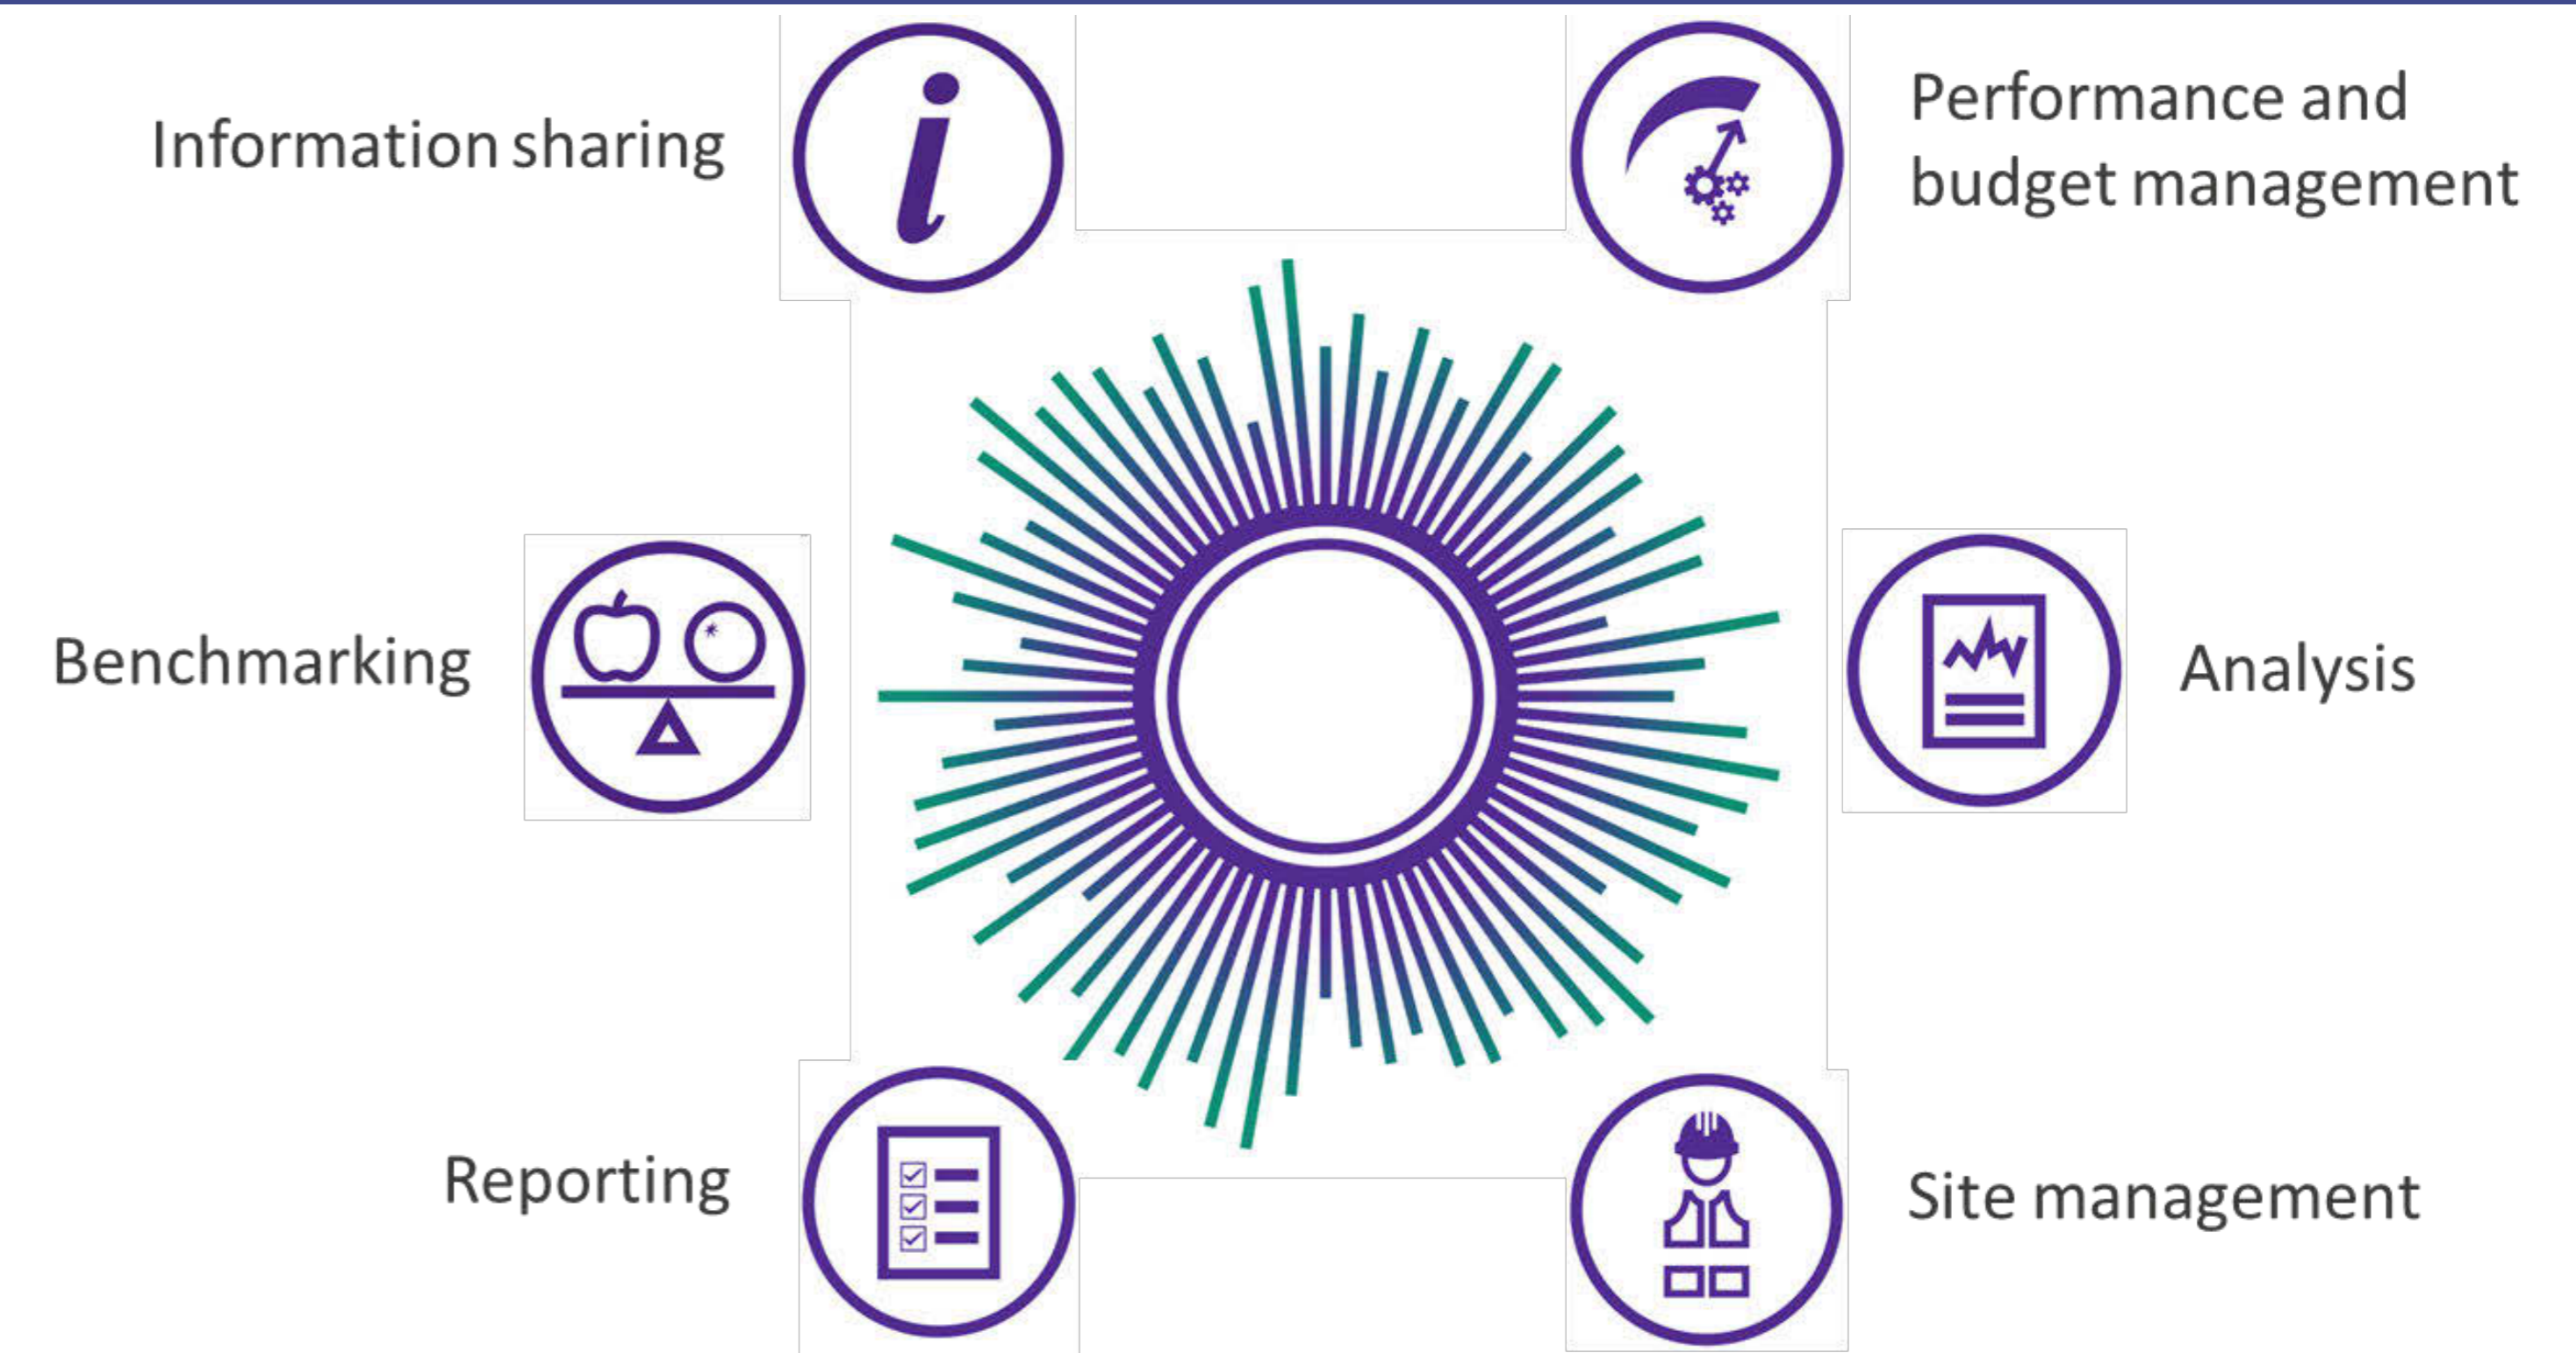 Information sharing
Performance and
budget management
Benchmarking
Analysis
Reporting
Site management